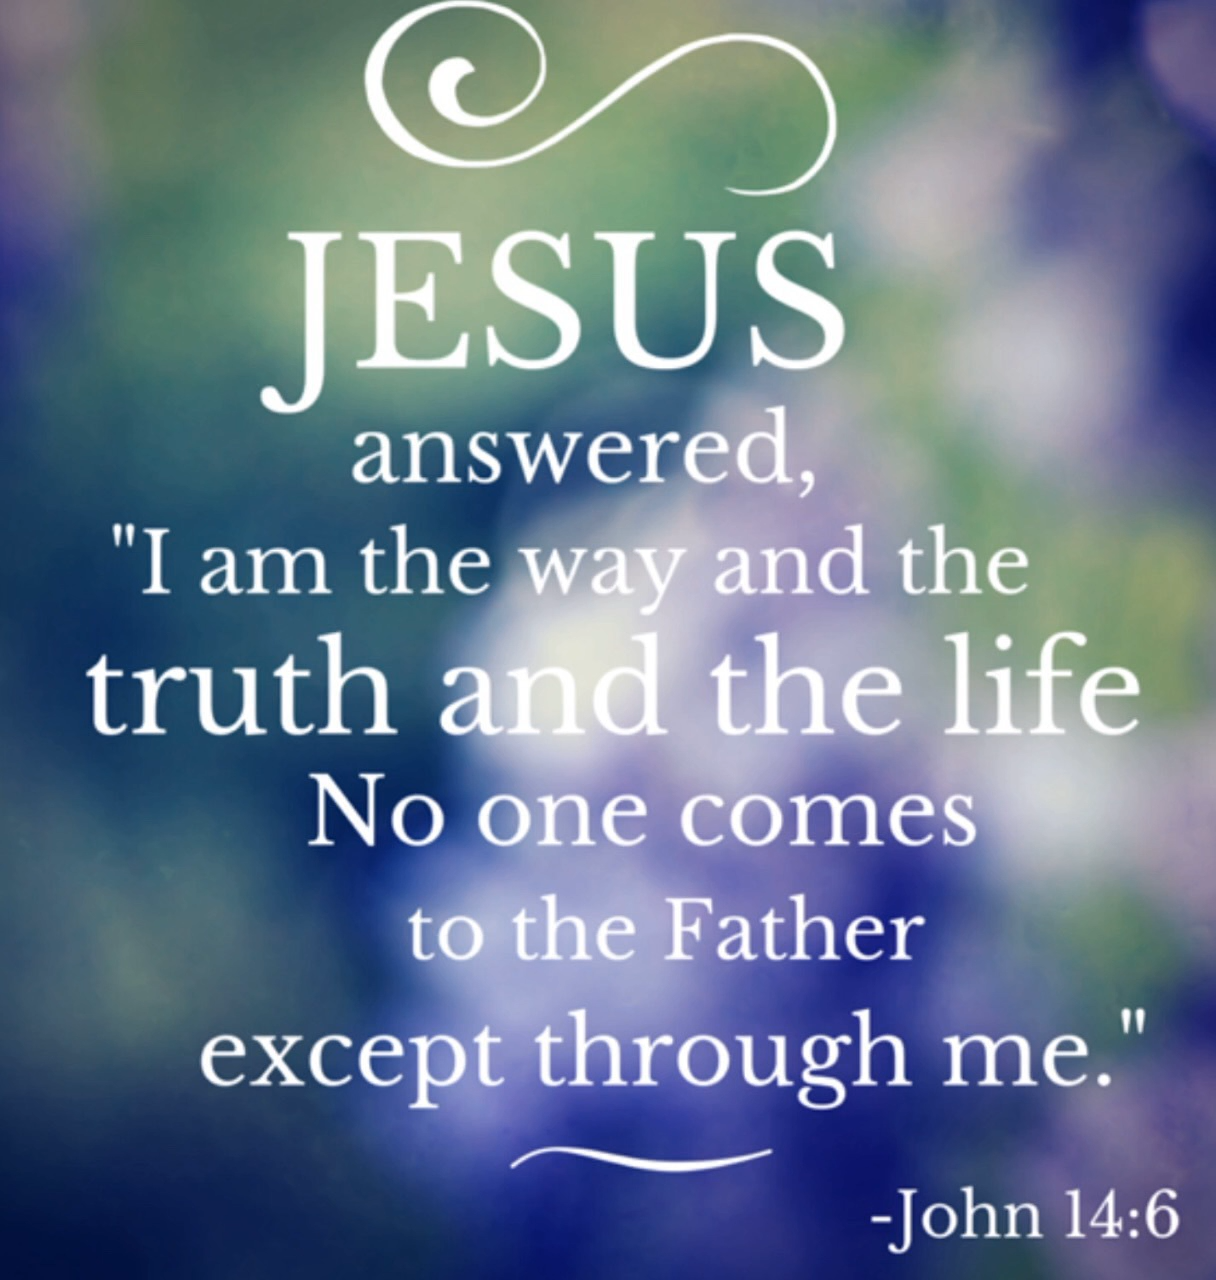 JESUS
answered,
"I am the way and the
truth and the life
No one comes
to the Father
except through me."
-John 14:6